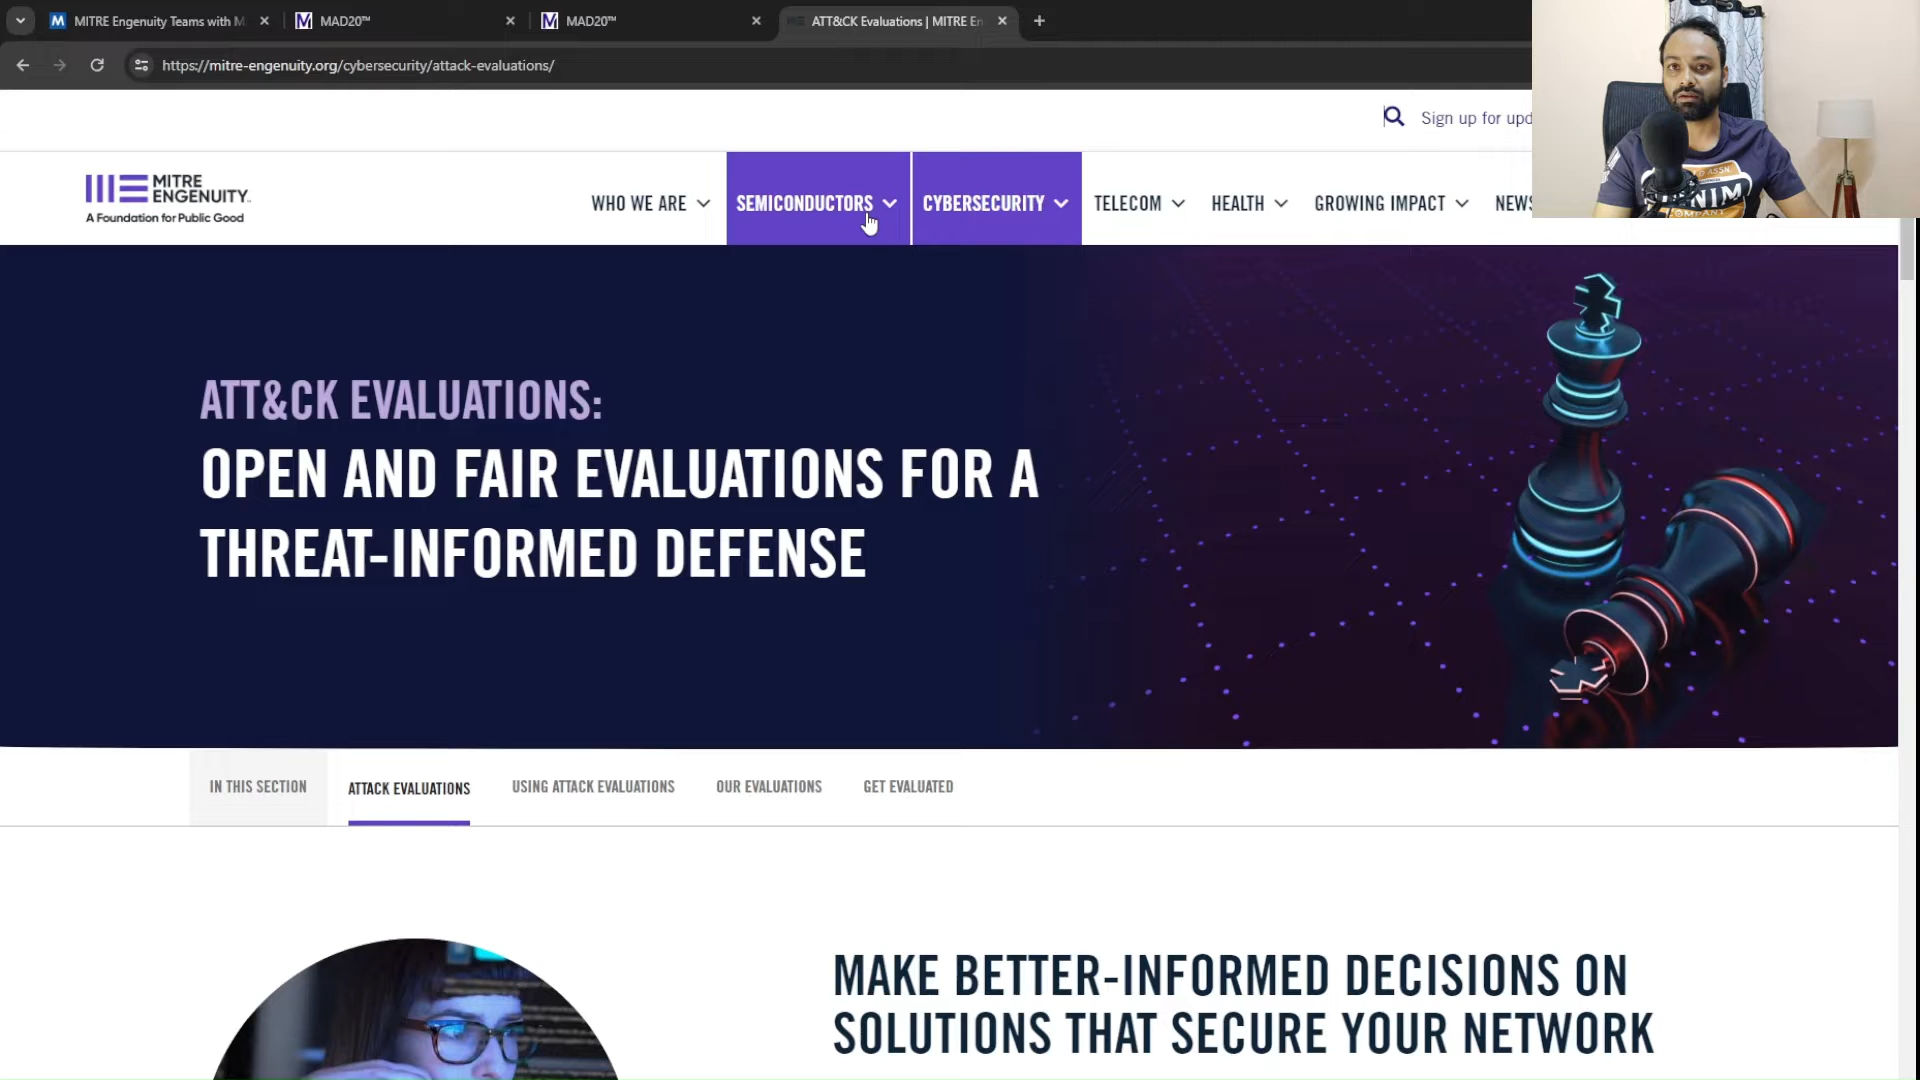 MITRE Engenuity Teams with M
MAD20™
MAD20™
ATT&CK Evaluations | MITRE En
https://mitre-engenuity.org/cybersecurity/attack-evaluations/
Sign up for upd
MITRE
ENGENUITY
A Foundation for Public Good
WHO WE ARE
SEMICONDUCTORS
CYBERSECURITY
TELECOM
HEALTH
GROWING IMPACT
NEWS
ATT&CK EVALUATIONS:
OPEN AND FAIR EVALUATIONS FOR A
THREAT-INFORMED DEFENSE
IN THIS SECTION
ATTACK EVALUATIONS
USING ATTACK EVALUATIONS
OUR EVALUATIONS
GET EVALUATED
MAKE BETTER-INFORMED DECISIONS ON
SOLUTIONS THAT SECURE YOUR NETWORK